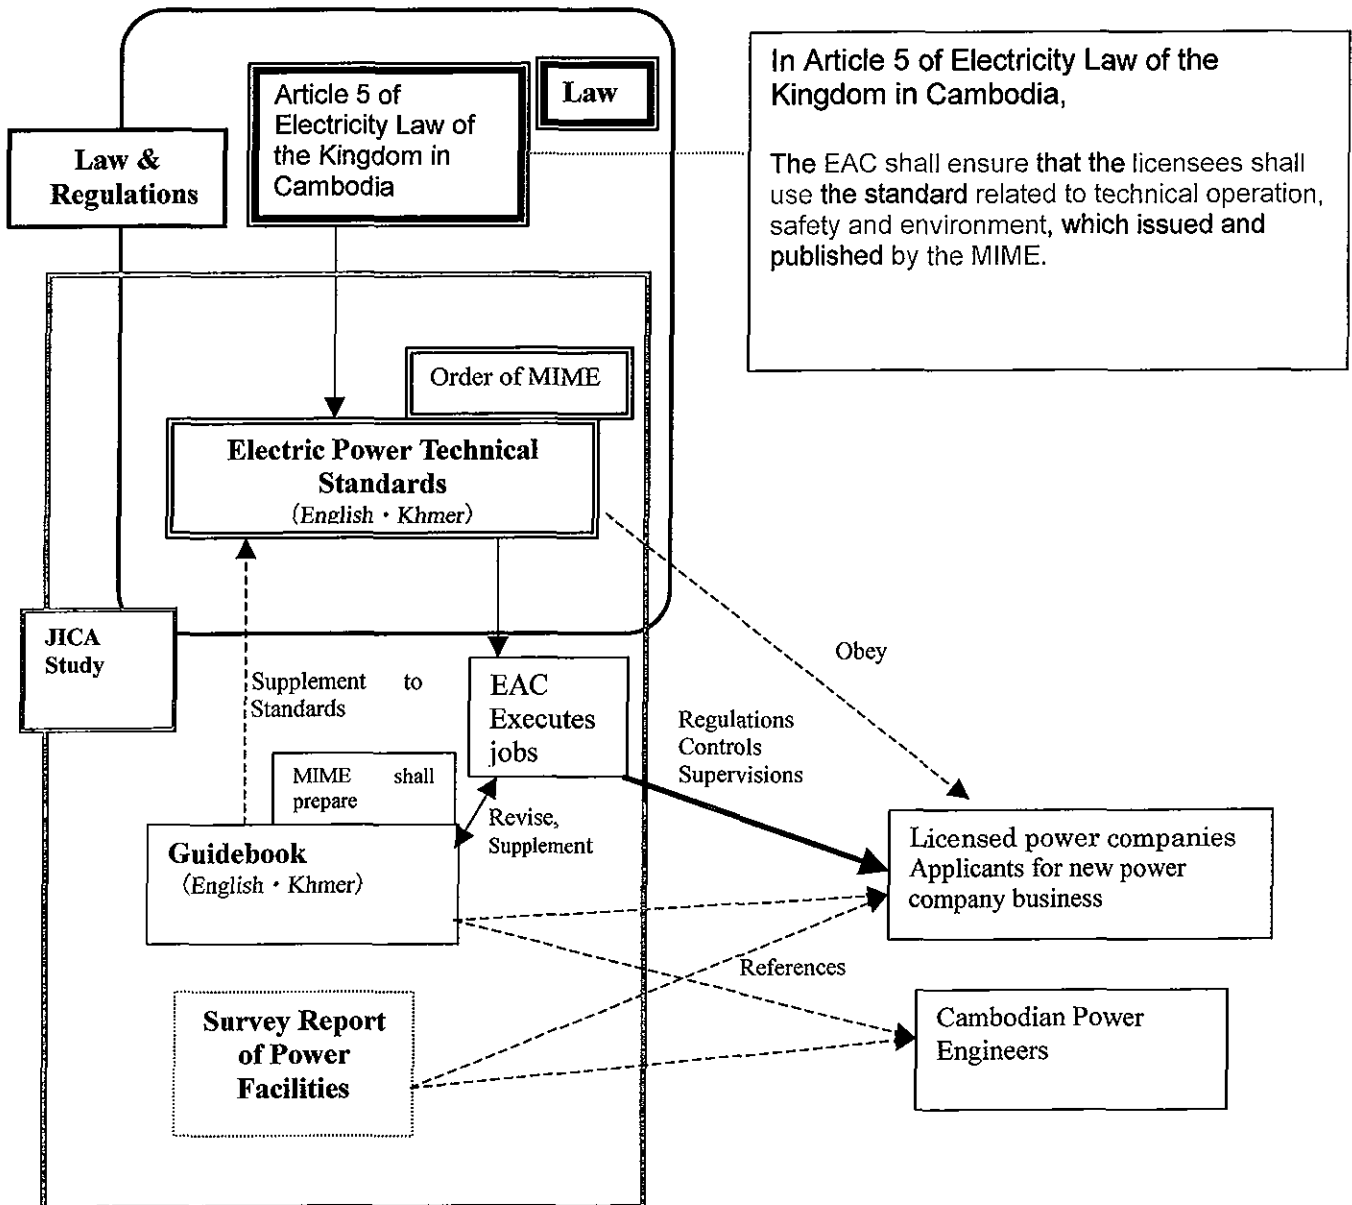 Article 5 of
Electricity Law of
the Kingdom in
Cambodia
Law
Law &
Regulations
In Article 5 of Electricity Law of the
Kingdom in Cambodia,
The EAC shall ensure that the licensees shall
use the standard related to technical operation,
safety and environment, which issued and
published by the MIME.
Order of MIME
Electric Power Technical
Standards
(English・Khmer)
JICA
Study
Supplement to
Standards
EAC
Executes
jobs
Obey
Regulations
Controls
Supervisions
MIME shall
prepare
Revise,
Supplement
Guidebook
(English・Khmer)
Licensed power companies
Applicants for new power
company business
References
Survey Report
of Power
Facilities
Cambodian Power
Engineers